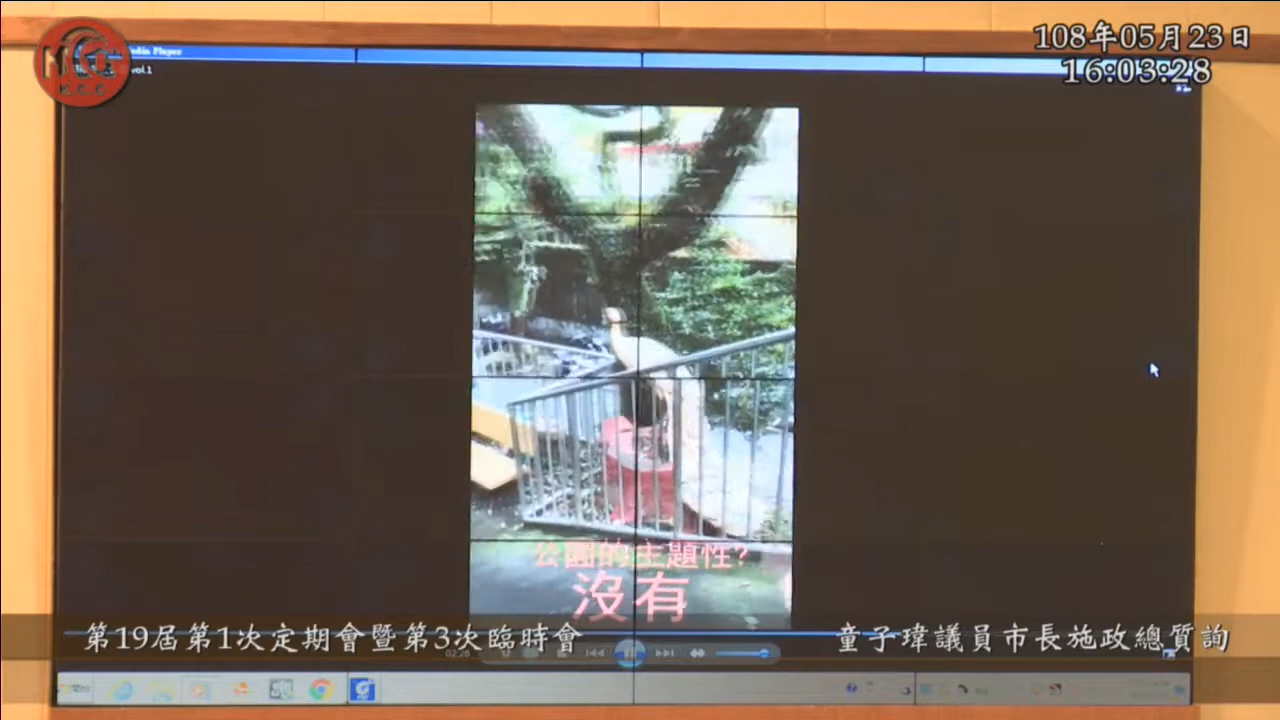 108年05月23日
16:03:28
K.C.C
公園的主題性?
沒有
第19屆第1次定期會暨第3次臨時會
童子瑋議員市長施政總質詢